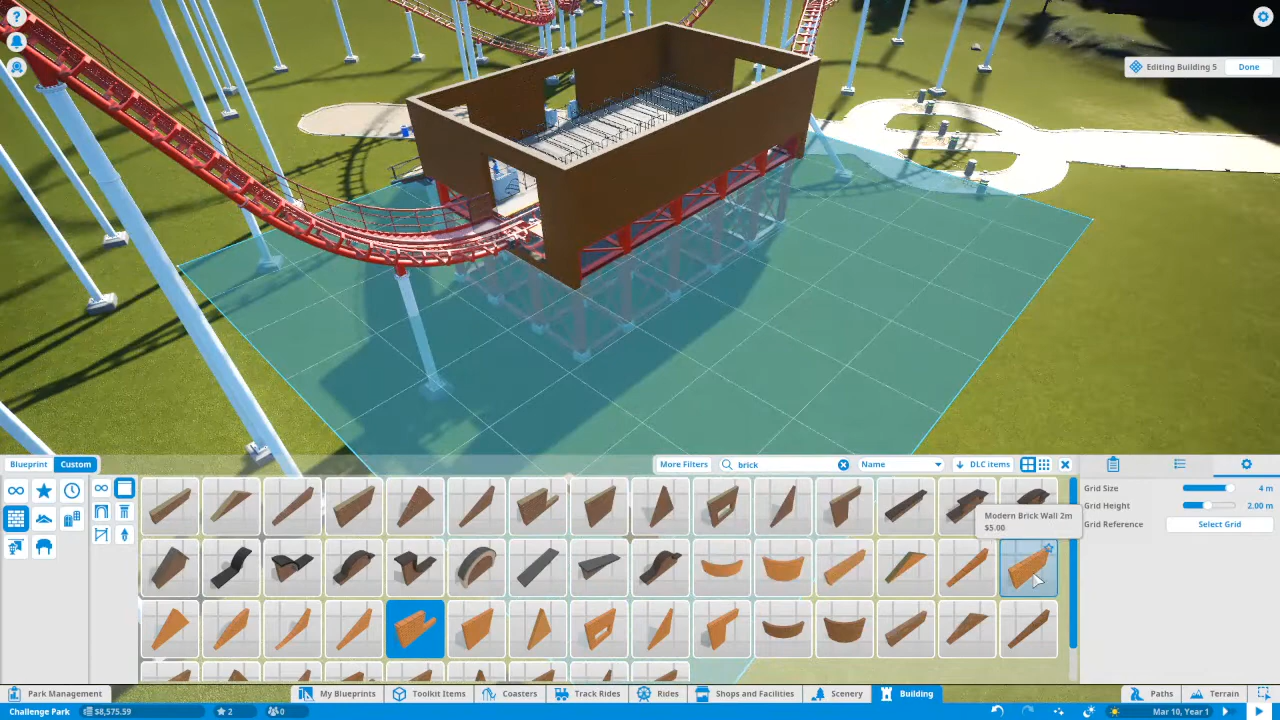 Editing Building 5 Done
Blueprint Custom More Filters brick Name DLC items
Grid Size 4 m
Modern Brick Wall 2m
$5.00
Grid Height 2.00 m
Grid Reference Select Grid
Park Management My Blueprints Toolkit Items Coasters Track Rides Rides Shops and Facilities Scenery Building Paths Terrain
Challenge Park $8,575.59 2 0 Mar 10, Year 1